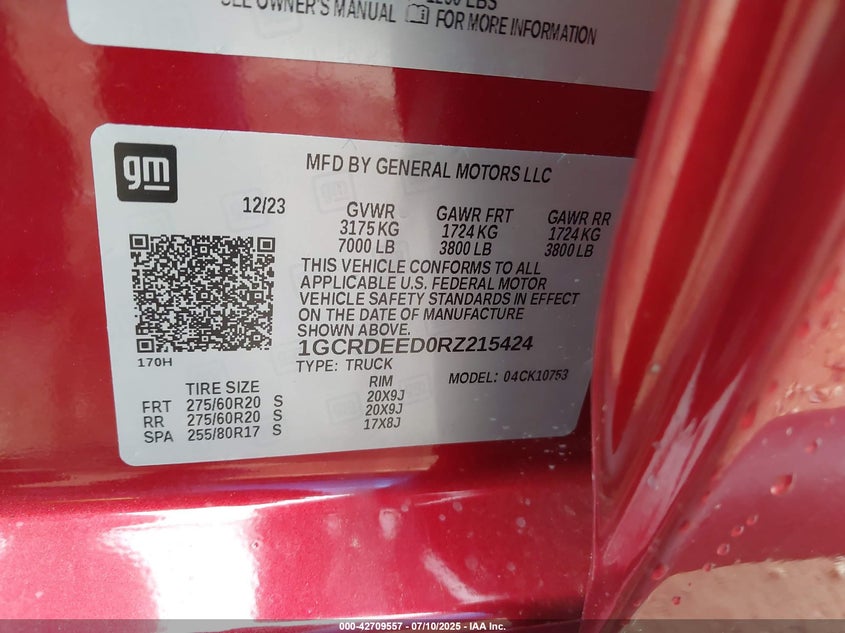 LBS
SEE OWNER'S MANUAL FOR MORE INFORMATION
gm
MFD BY GENERAL MOTORS LLC
12/23
GVWR GAWR FRT GAWR RR
3175 KG 1724 KG 1724 KG
7000 LB 3800 LB 3800 LB
THIS VEHICLE CONFORMS TO ALL
APPLICABLE U.S. FEDERAL MOTOR
VEHICLE SAFETY STANDARDS IN EFFECT
ON THE DATE OF MANUFACTURE
SHOWN ABOVE.
1GCRDEED0RZ215424
170H
TYPE: TRUCK
MODEL: 04CK10753
TIRE SIZE RIM
FRT 275/60R20 S 20X9J
RR 275/60R20 S 20X9J
SPA 255/80R17 S 17X8J
000-42709557 - 07/10/2025 - IAA Inc.